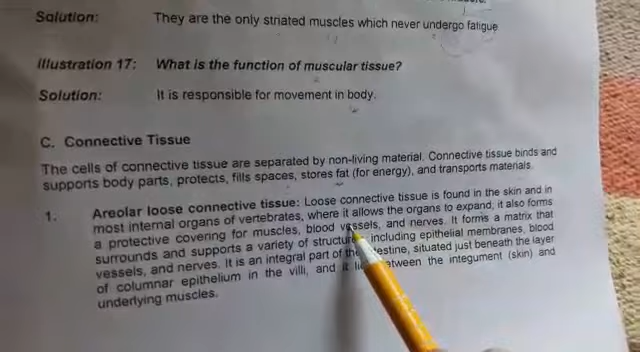 Solution: They are the only striated muscles which never undergo fatigue
Illustration 17: What is the function of muscular tissue?
Solution: It is responsible for movement in body.
C. Connective Tissue
The cells of connective tissue are separated by non-living material. Connective tissue binds and
supports body parts, protects, fills spaces, stores fat (for energy), and transports materials.
1. Areolar loose connective tissue: Loose connective tissue is found in the skin and in
most internal organs of vertebrates, where it allows the organs to expand; it also forms
a protective covering for muscles, blood vessels, and nerves. It forms a matrix that
surrounds and supports a variety of including epithelial membranes, blood
vessels, and nerves. It is an integral part of the situated just beneath the layer
of columnar epithelium in the villi, and it between the integument (skin) and
underlying muscles.